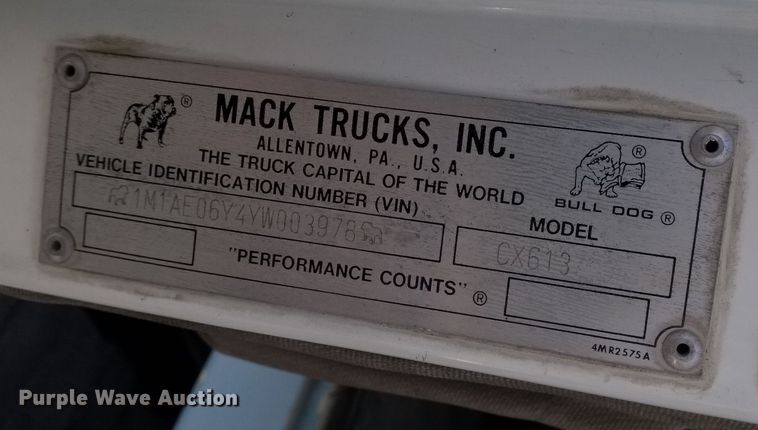 MACK TRUCKS, INC.
ALLENTOWN, PA., U.S.A.
THE TRUCK CAPITAL OF THE WORLD
VEHICLE IDENTIFICATION NUMBER (VIN)
1M1AE06Y4YW003978
BULL DOG ®
MODEL
CX613
"PERFORMANCE COUNTS" ®
4MR2575A
Purple Wave Auction